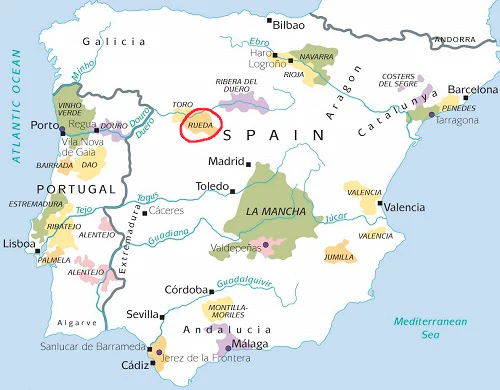 Bilbao
Galicia
ANDORRA
Ebro
Haro
NAVARRA
Logroño
RIOJA
Minho
ATLANTIC OCEAN
RIBERA DEL
DUERO
Aragon
COSTERS
DEL SEGRE
Barcelona
Catalunya
PENEDES
Tarragona
VINHO
VERDE
TORO
RUEDA
Porto
Regua
DOURO
Douro
Duero
Vila Nova
de Gaia
SPAIN
BAIRRADA
DAO
Madrid
PORTUGAL
Toledo
Tagus
VALENCIA
ESTREMADURA
Tejo
Cáceres
LA MANCHA
Júcar
Valencia
RIBATEJO
ALENTEJO
Extremadura
Guadiana
VALENCIA
Lisboa
Valdepeñas
PALMELA
ALENTEJO
JUMILLA
Córdoba
Guadalquivir
Sevilla
MONTILLA-
MORILES
Mediterranean
Sea
Algarve
Andalucia
Sanlucar de Barrameda
Málaga
Jerez de la Frontera
Cádiz